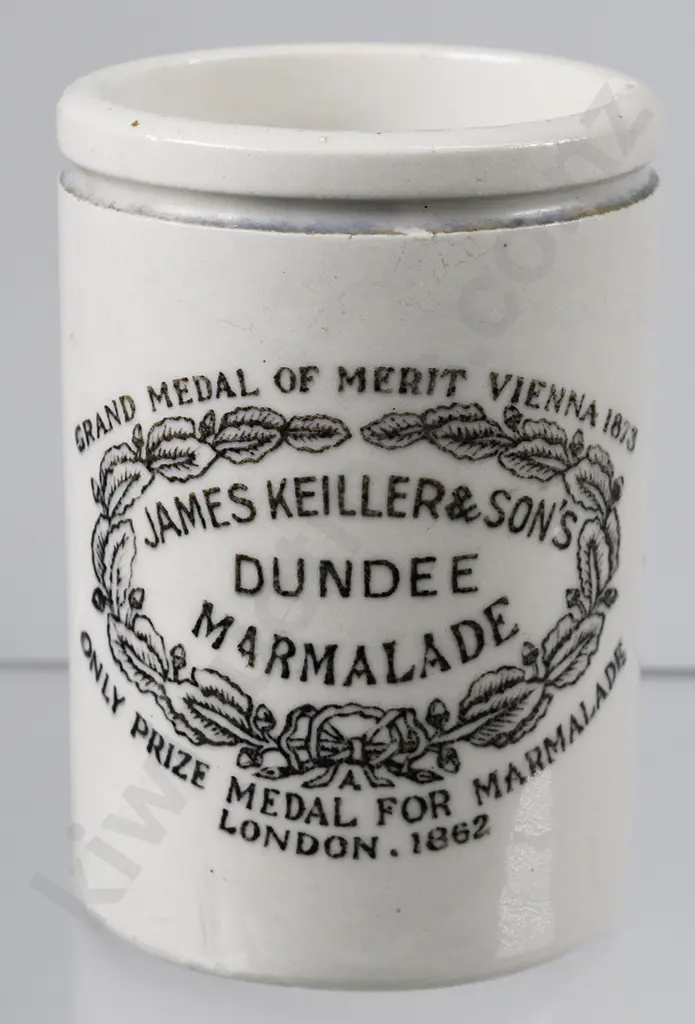 GRAND MEDAL OF MERIT VIENNA 1873
JAMES KEILLER & SON'S
DUNDEE
MARMALADE
A
ONLY PRIZE MEDAL FOR MARMALADE
LONDON. 1862